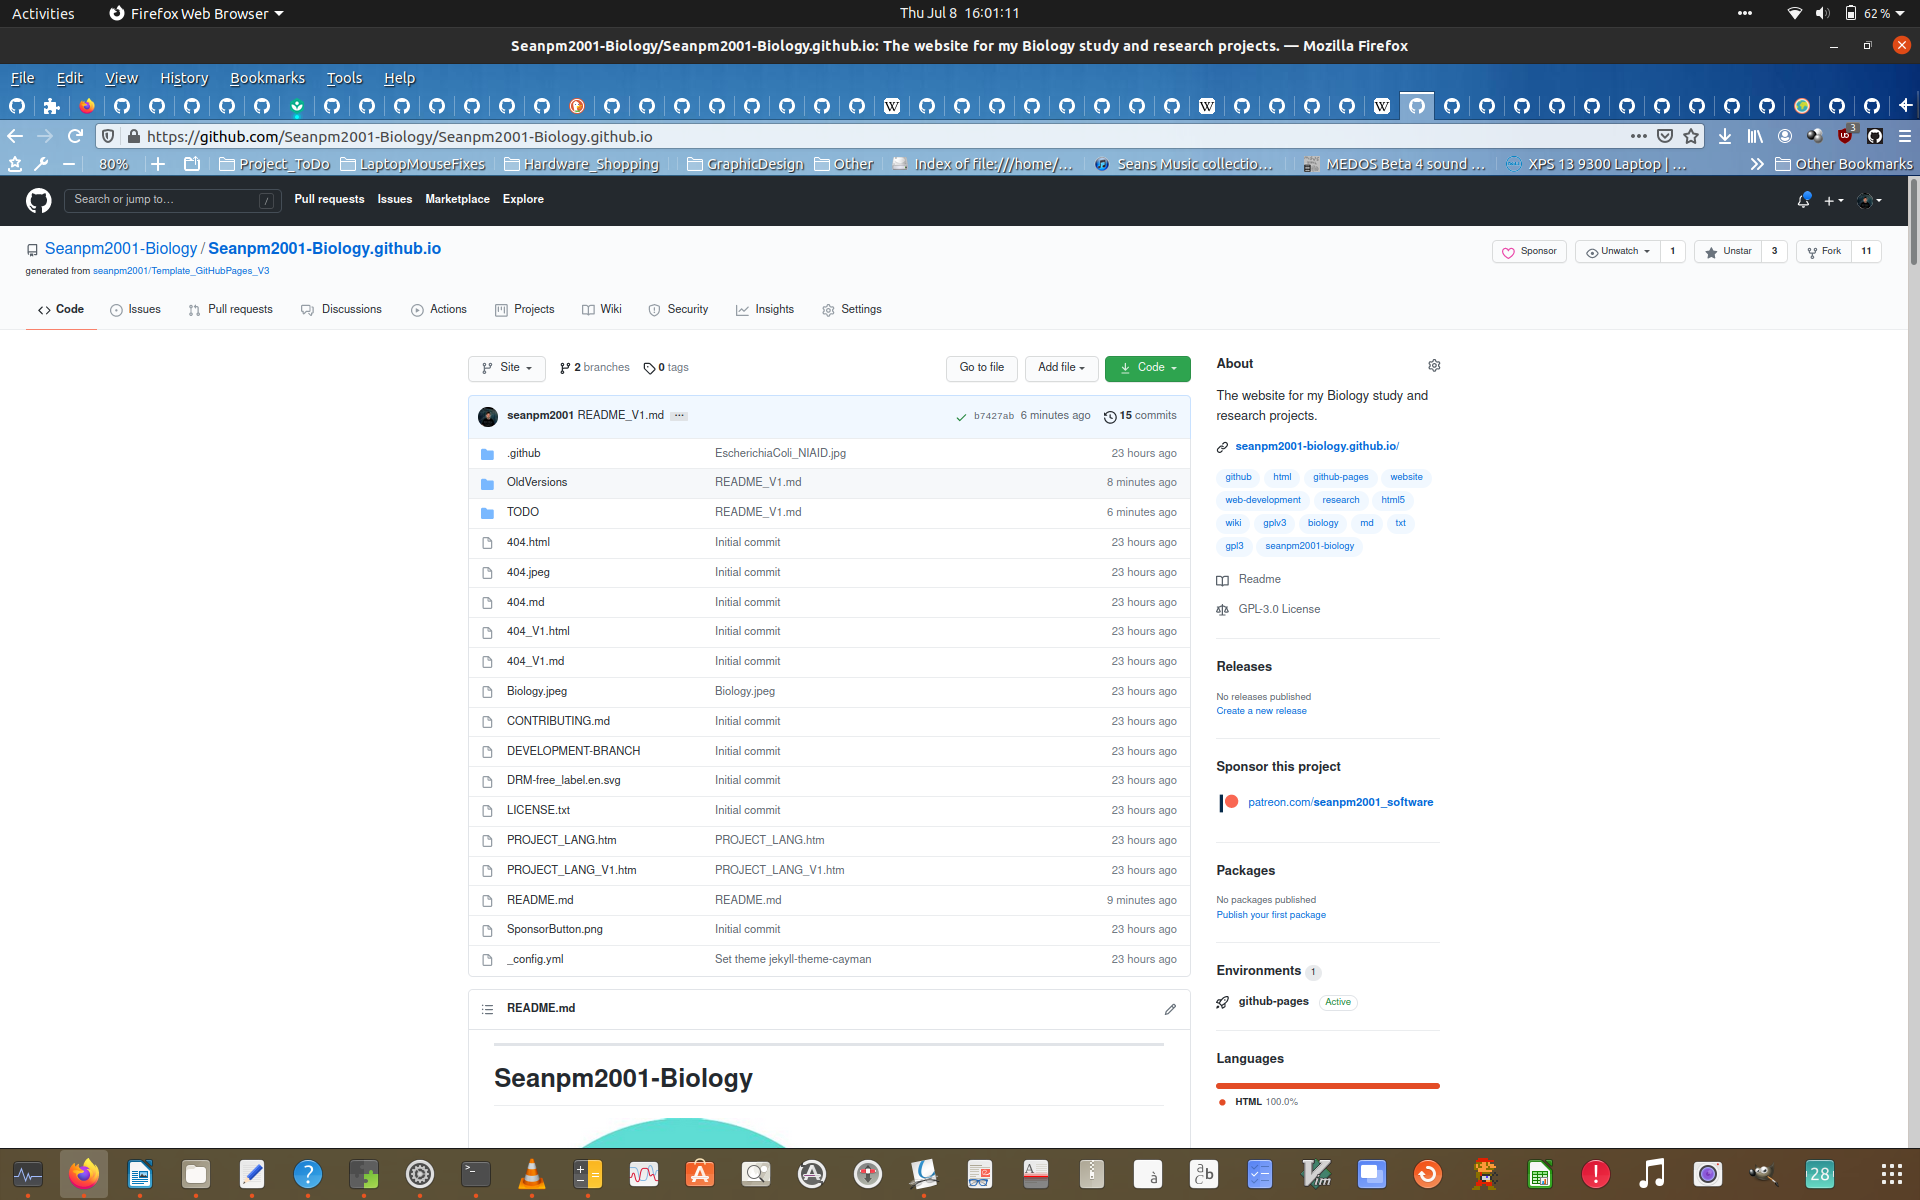 Activities Firefox Web Browser Thu Jul 8 16:01:11 62 %
Seanpm2001-Biology/Seanpm2001-Biology.github.io: The website for my Biology study and research projects. — Mozilla Firefox
File Edit View History Bookmarks Tools Help
https://github.com/Seanpm2001-Biology/Seanpm2001-Biology.github.io 3
80% Project_ToDo LaptopMouseFixes Hardware_Shopping GraphicDesign Other Index of file:///home/... Seans Music collectio... MEDOS Beta 4 sound ... XPS 13 9300 Laptop | ... Other Bookmarks
Search or jump to... / Pull requests Issues Marketplace Explore
Seanpm2001-Biology / Seanpm2001-Biology.github.io Sponsor Unwatch 1 Unstar 3 Fork 11
generated from seanpm2001/Template_GitHubPages_V3
Code Issues Pull requests Discussions Actions Projects Wiki Security Insights Settings
Site 2 branches 0 tags Go to file Add file Code
seanpm2001 README_V1.md ... b7427ab 6 minutes ago 15 commits
.github EscherichiaColi_NIAID.jpg 23 hours ago
OldVersions README_V1.md 8 minutes ago
TODO README_V1.md 6 minutes ago
404.html Initial commit 23 hours ago
404.jpeg Initial commit 23 hours ago
404.md Initial commit 23 hours ago
404_V1.html Initial commit 23 hours ago
404_V1.md Initial commit 23 hours ago
Biology.jpeg Biology.jpeg 23 hours ago
CONTRIBUTING.md Initial commit 23 hours ago
DEVELOPMENT-BRANCH Initial commit 23 hours ago
DRM-free_label.en.svg Initial commit 23 hours ago
LICENSE.txt Initial commit 23 hours ago
PROJECT_LANG.htm PROJECT_LANG.htm 23 hours ago
PROJECT_LANG_V1.htm PROJECT_LANG_V1.htm 23 hours ago
README.md README.md 9 minutes ago
SponsorButton.png Initial commit 23 hours ago
_config.yml Set theme jekyll-theme-cayman 23 hours ago
README.md
Seanpm2001-Biology
About
The website for my Biology study and
research projects.
seanpm2001-biology.github.io/
github html github-pages website
web-development research html5
wiki gplv3 biology md txt
gpl3 seanpm2001-biology
Readme
GPL-3.0 License
Releases
No releases published
Create a new release
Sponsor this project
patreon.com/seanpm2001_software
Packages
No packages published
Publish your first package
Environments 1
github-pages Active
Languages
HTML 100.0%
28